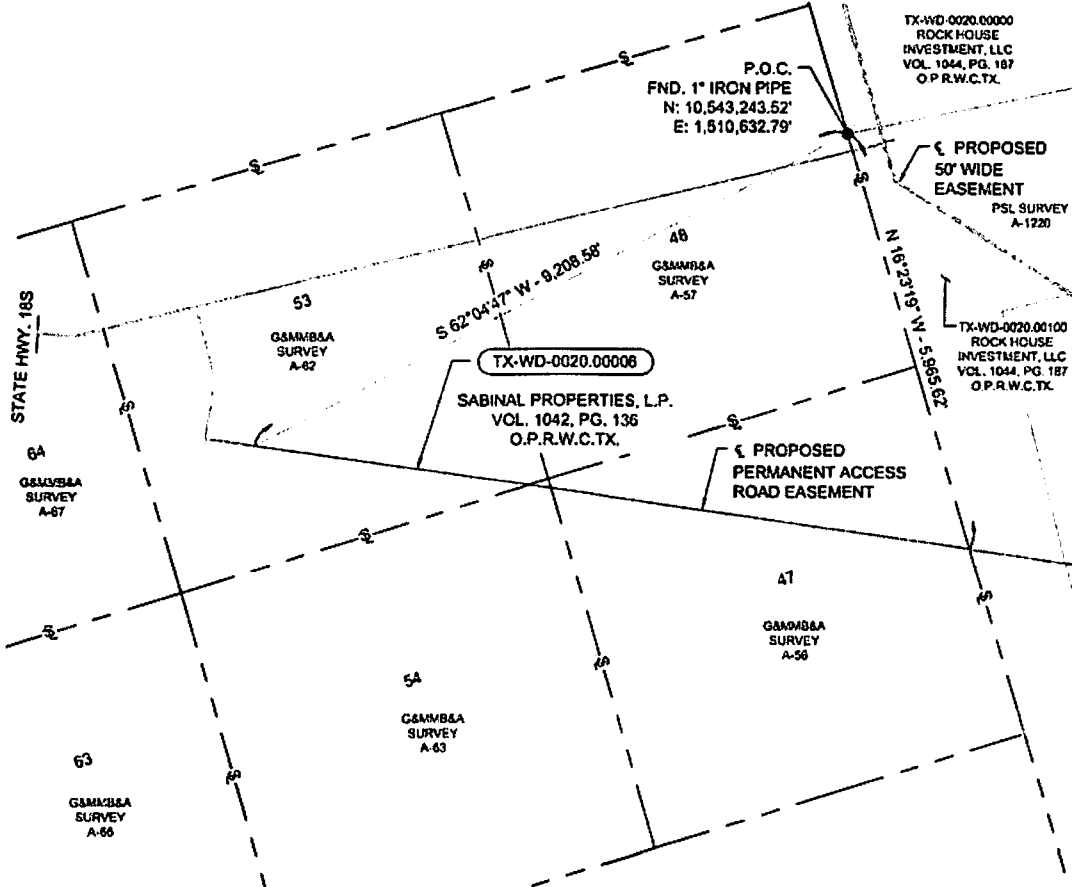 TX-WD-0020.00000
ROCK HOUSE
INVESTMENT, LLC
VOL. 1044, PG. 187
O.P.R.W.C.TX.
P.O.C.
FND. 1" IRON PIPE
N: 10,543,243.52'
E: 1,510,632.79'
℄ PROPOSED
50' WIDE
EASEMENT
PSL SURVEY
A-1220
48
G&MMB&A
SURVEY
A-57
N 16°23'19" W - 5,965.62'
S 62°04'47" W - 9,208.58'
53
G&MMB&A
SURVEY
A-62
STATE HWY. 18S
TX-WD-0020.00100
ROCK HOUSE
INVESTMENT, LLC
VOL. 1044, PG. 187
O.P.R.W.C.TX.
TX-WD-0020.00006
SABINAL PROPERTIES, L.P.
VOL. 1042, PG. 136
O.P.R.W.C.TX.
℄ PROPOSED
PERMANENT ACCESS
ROAD EASEMENT
64
G&MMB&A
SURVEY
A-67
47
G&MMB&A
SURVEY
A-56
54
G&MMB&A
SURVEY
A-63
63
G&MMB&A
SURVEY
A-66